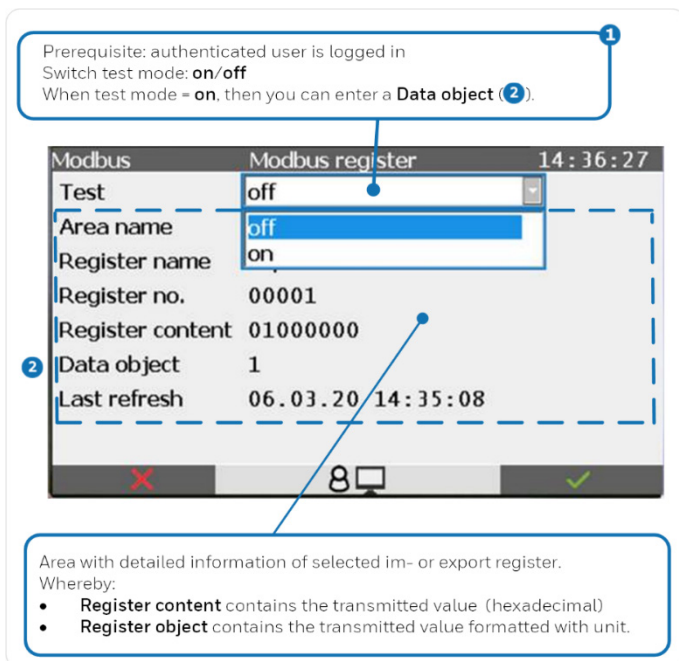 1
Prerequisite: authenticated user is logged in
Switch test mode: on/off
When test mode = on, then you can enter a Data object (2).
Modbus Modbus register 14:36:27
Test off
Area name off
Register name on
Register no. 00001
Register content 01000000
2 Data object 1
Last refresh 06.03.20 14:35:08
Area with detailed information of selected im- or export register.
Whereby:
• Register content contains the transmitted value (hexadecimal)
• Register object contains the transmitted value formatted with unit.